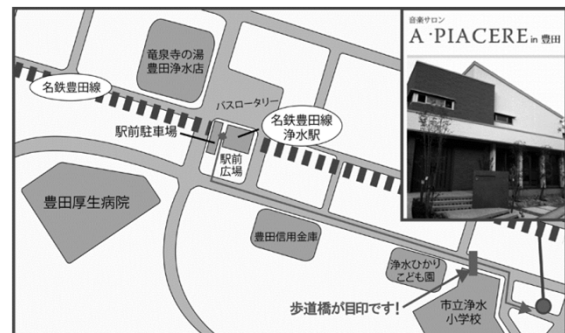 音楽サロン
A・PIACERE in 豊田
竜泉寺の湯
豊田浄水店
名鉄豊田線
バスロータリー
名鉄豊田線
浄水駅
駅前駐車場
駅前
広場
豊田厚生病院
豊田信用金庫
浄水ひかり
こども園
歩道橋が目印です!
市立浄水
小学校